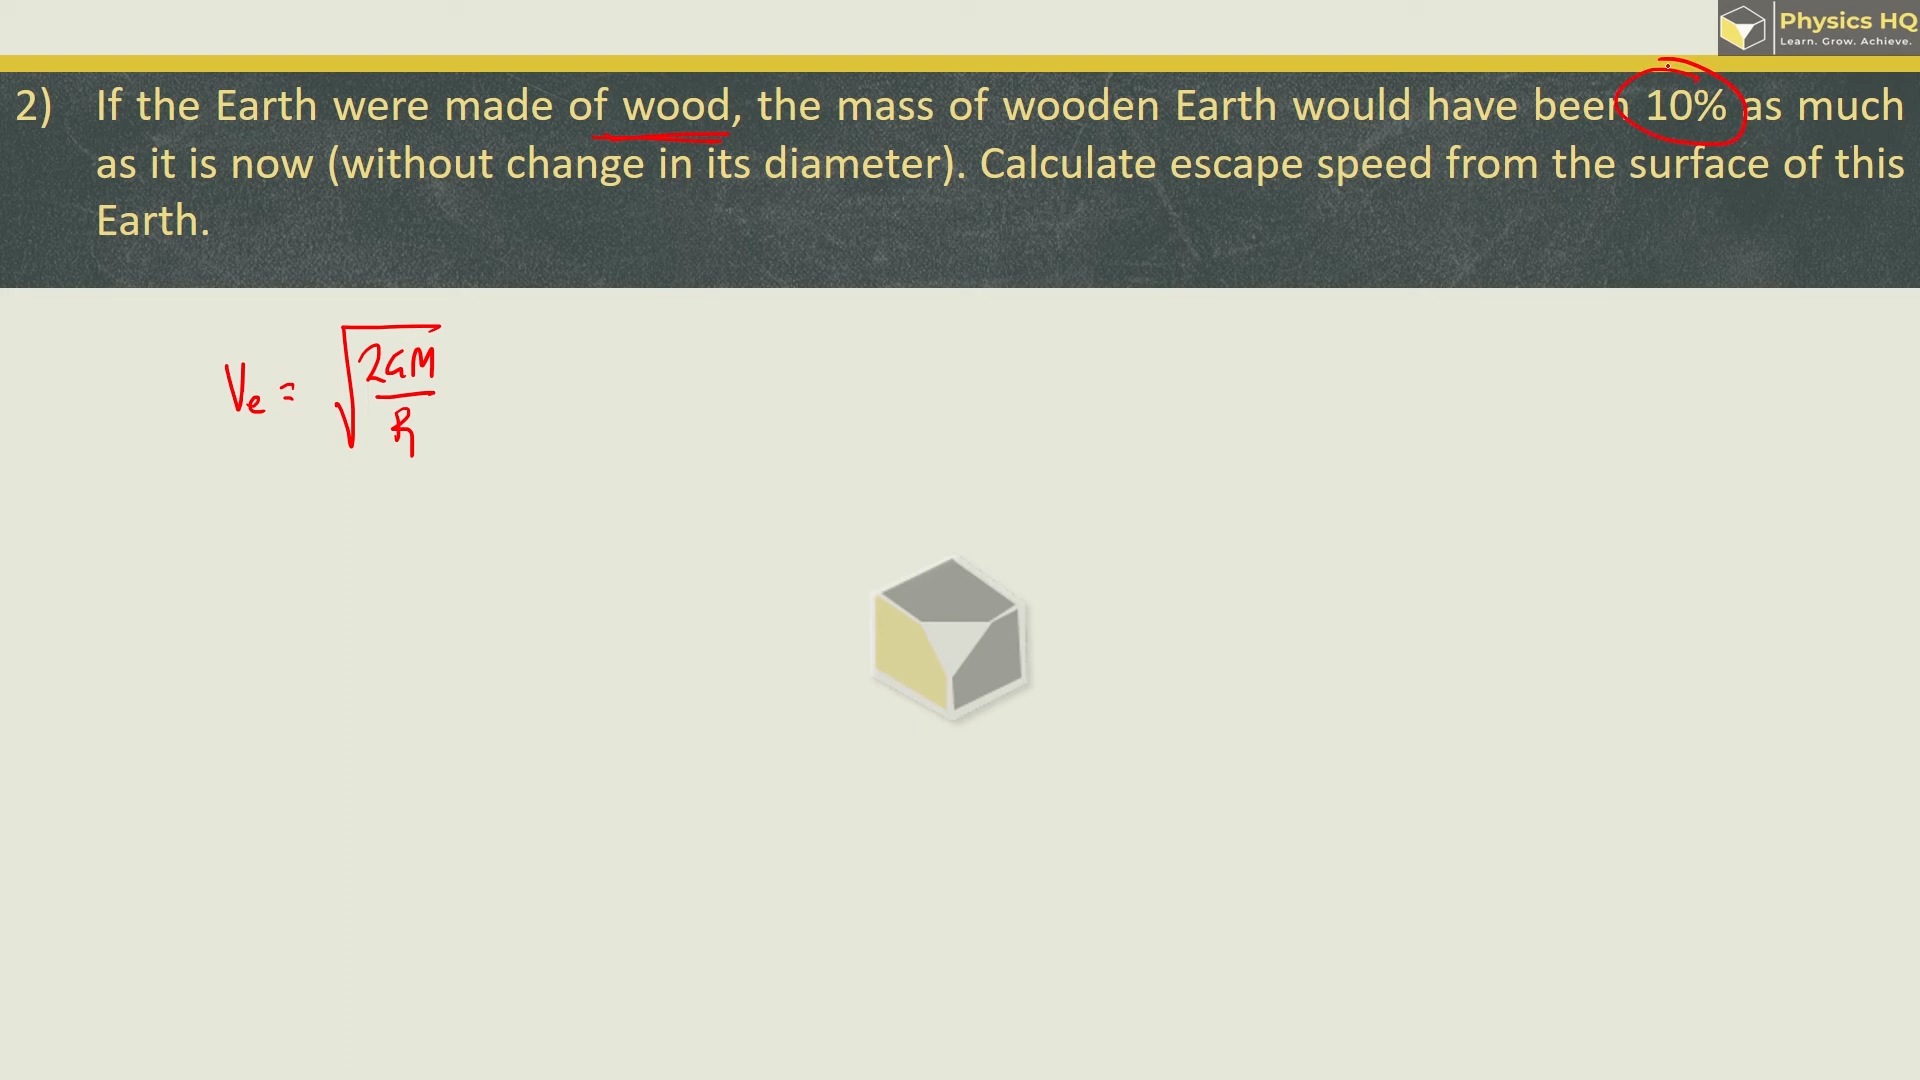 Physics HQ
Learn. Grow. Achieve.
2) If the Earth were made of wood, the mass of wooden Earth would have been 10% as much
as it is now (without change in its diameter). Calculate escape speed from the surface of this
Earth.
Ve = √(2GM/R)